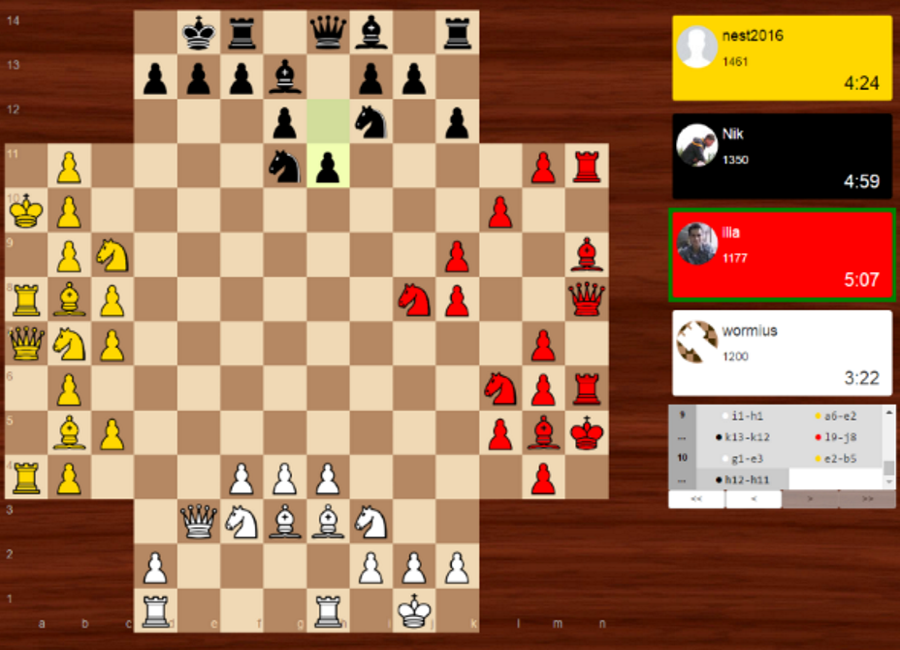 14
13
12
11
10
9
8
6
5
4
3
2
1
a b c d f g h i j k l m n
nest2016
1461
4:24
Nik
1350
4:59
ilia
1177
5:07
wormius
1200
3:22
9 i1-h1 a6-e2
... k13-k12 l9-j8
10 g1-e3 e2-b5
... h12-h11
<< < > >>